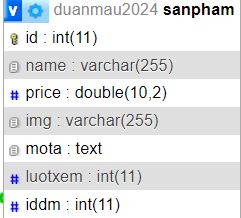 v duanmau2024 sanpham
id : int(11)
name : varchar(255)
# price : double(10,2)
img : varchar(255)
mota : text
# luotxem : int(11)
# iddm : int(11)